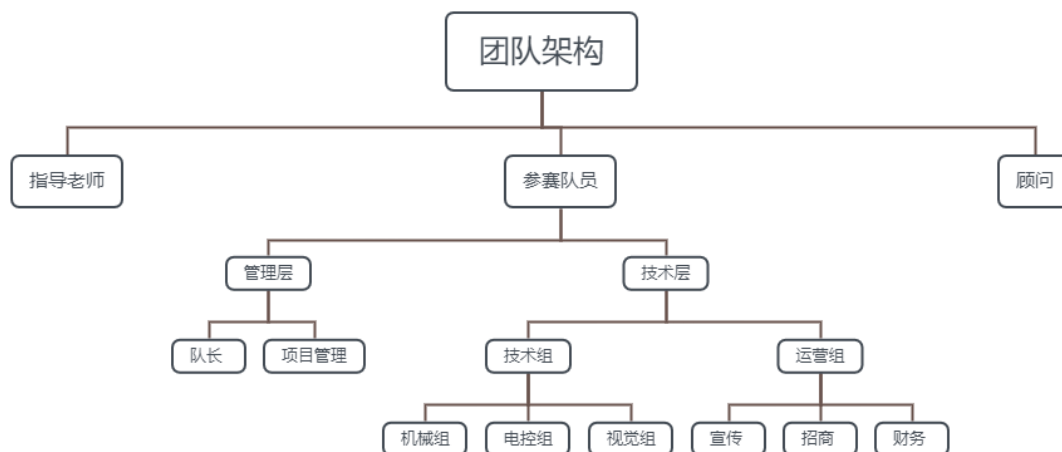 团队架构
指导老师
参赛队员
顾问
管理层
技术层
队长
项目管理
技术组
运营组
机械组
电控组
视觉组
宣传
招商
财务